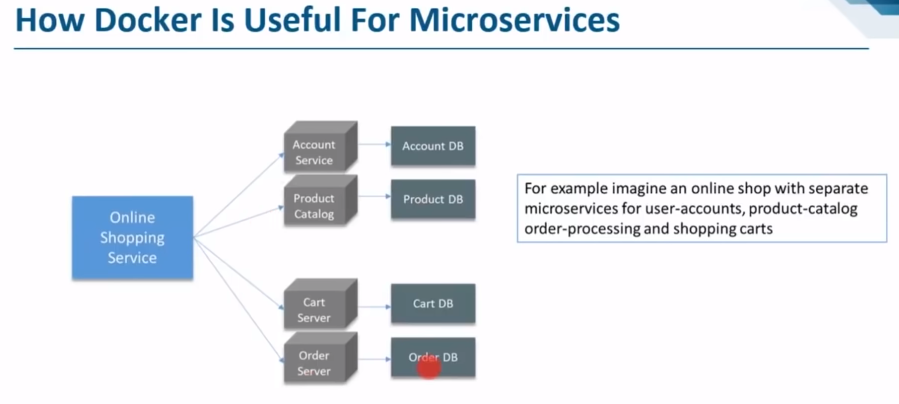 How Docker Is Useful For Microservices
Account
Service
Account DB
Product
Catalog
Product DB
Online
Shopping
Service
For example imagine an online shop with separate
microservices for user-accounts, product-catalog
order-processing and shopping carts
Cart
Server
Cart DB
Order
Server
Order DB